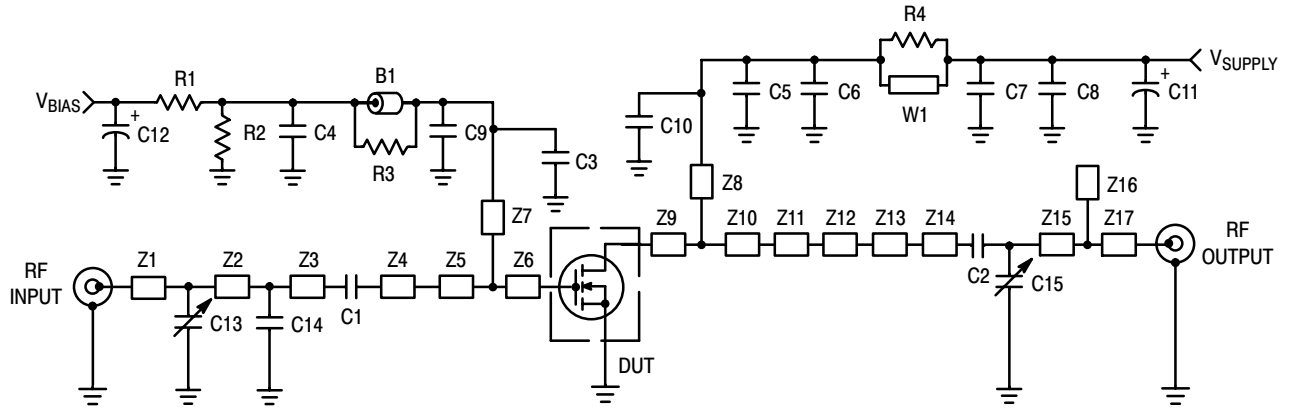 R4
V_SUPPLY
R1
B1
V_BIAS
+
C12
R2
C4
C9
R3
C3
C10
C5
C6
W1
C7
C8
+
C11
Z7
Z8
Z16
Z9
Z10
Z11
Z12
Z13
Z14
Z15
Z17
RF
OUTPUT
C2
C15
RF
INPUT
Z1
Z2
Z3
Z4
Z5
Z6
C13
C14
C1
DUT